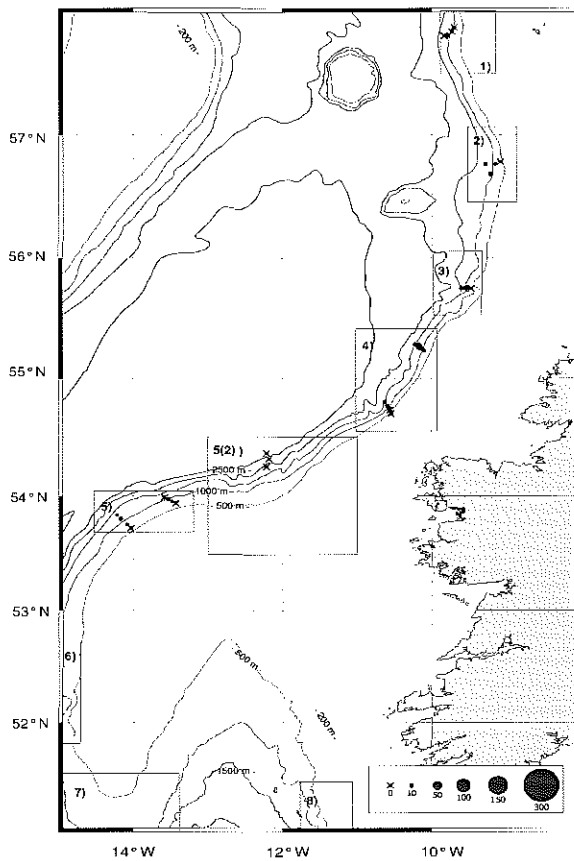 -200 m-
1)
57° N
2)
56° N
3)
4)
55° N
5(2) )
2500 m
1000 m
500 m
54° N
5)
53° N
6)
-500 m-
-200 m-
52° N
1500 m
7)
8)
0 10 50 100 150 300
14° W 12° W 10° W